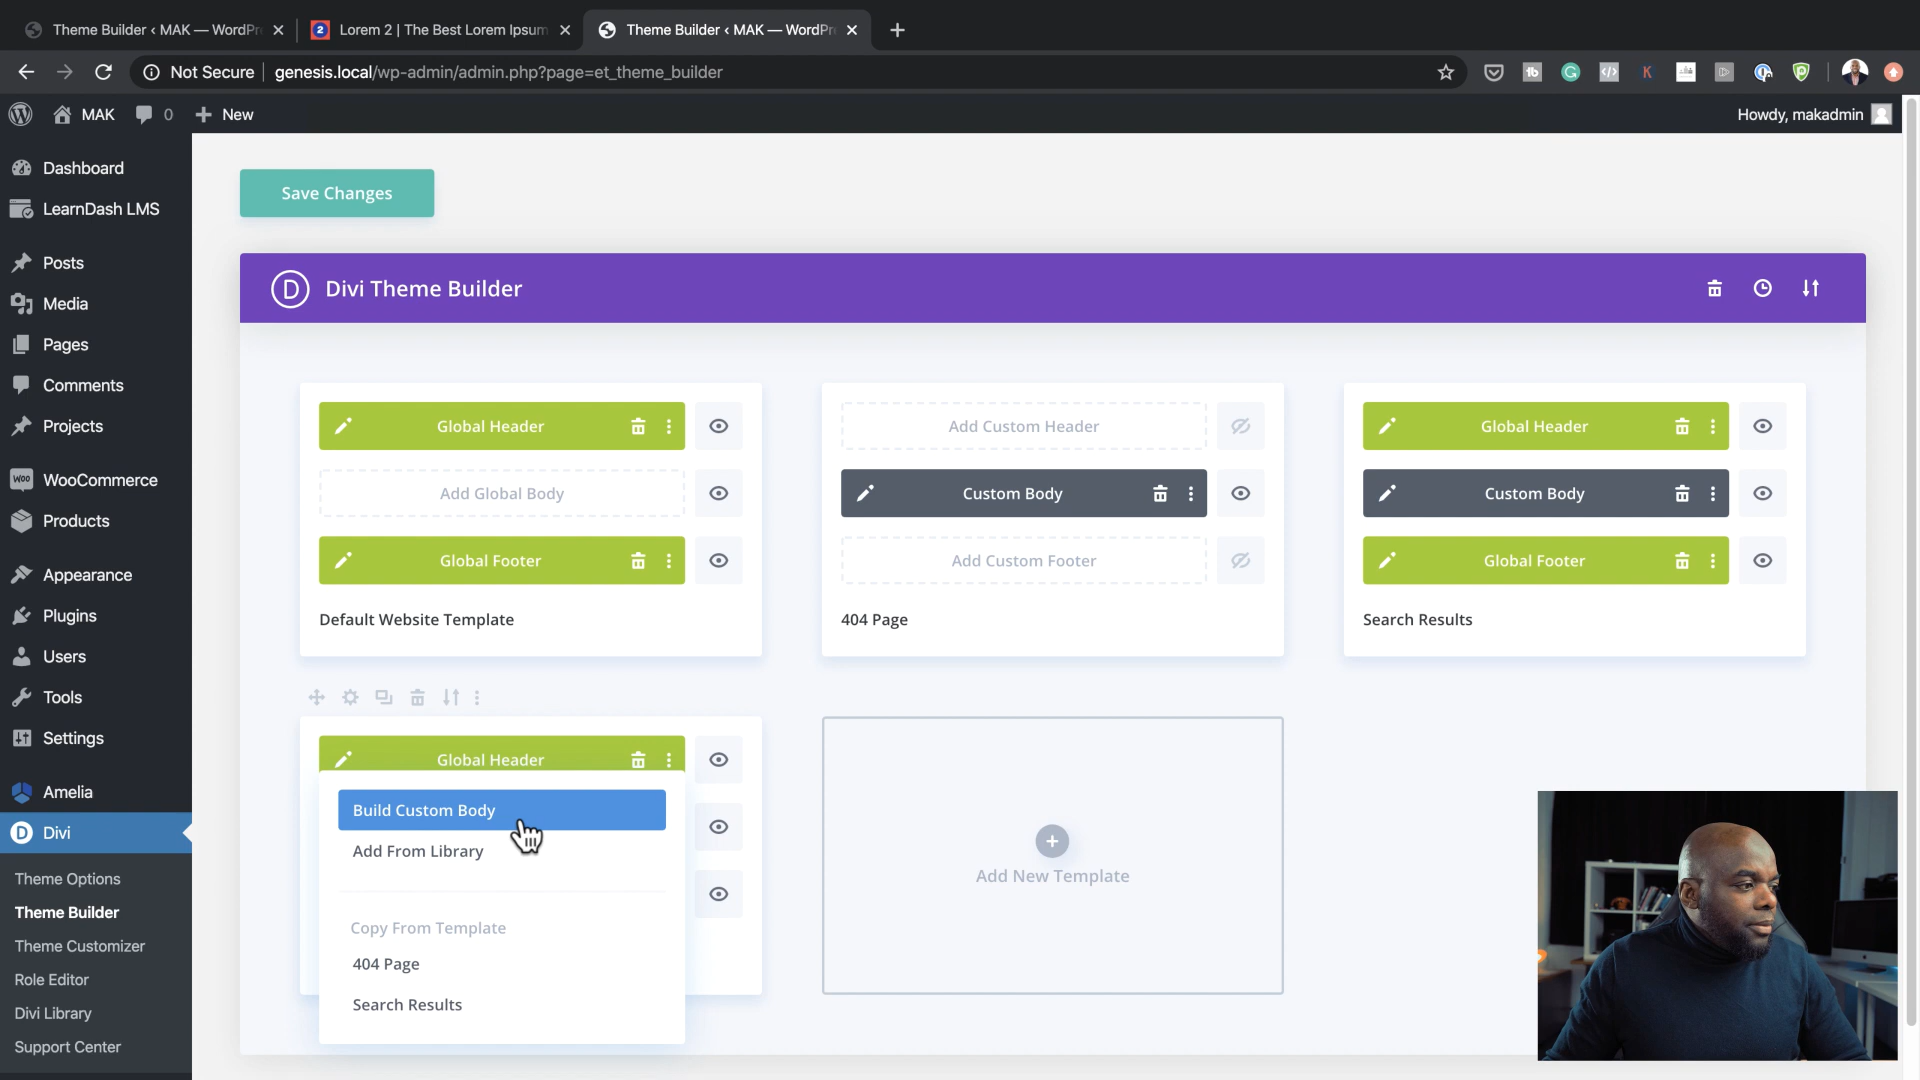 Theme Builder ‹ MAK — WordPr
Lorem 2 | The Best Lorem Ipsum
Theme Builder ‹ MAK — WordPr
Not Secure
genesis.local/wp-admin/admin.php?page=et_theme_builder
MAK
0
New
Howdy, makadmin
Dashboard
LearnDash LMS
Posts
Media
Pages
Comments
Projects
WooCommerce
Products
Appearance
Plugins
Users
Tools
Settings
Amelia
Divi
Theme Options
Theme Builder
Theme Customizer
Role Editor
Divi Library
Support Center
Save Changes
D
Divi Theme Builder
Global Header
Add Global Body
Global Footer
Default Website Template
Add Custom Header
Custom Body
Add Custom Footer
404 Page
Global Header
Custom Body
Global Footer
Search Results
Global Header
Build Custom Body
Add From Library
Copy From Template
404 Page
Search Results
Add New Template